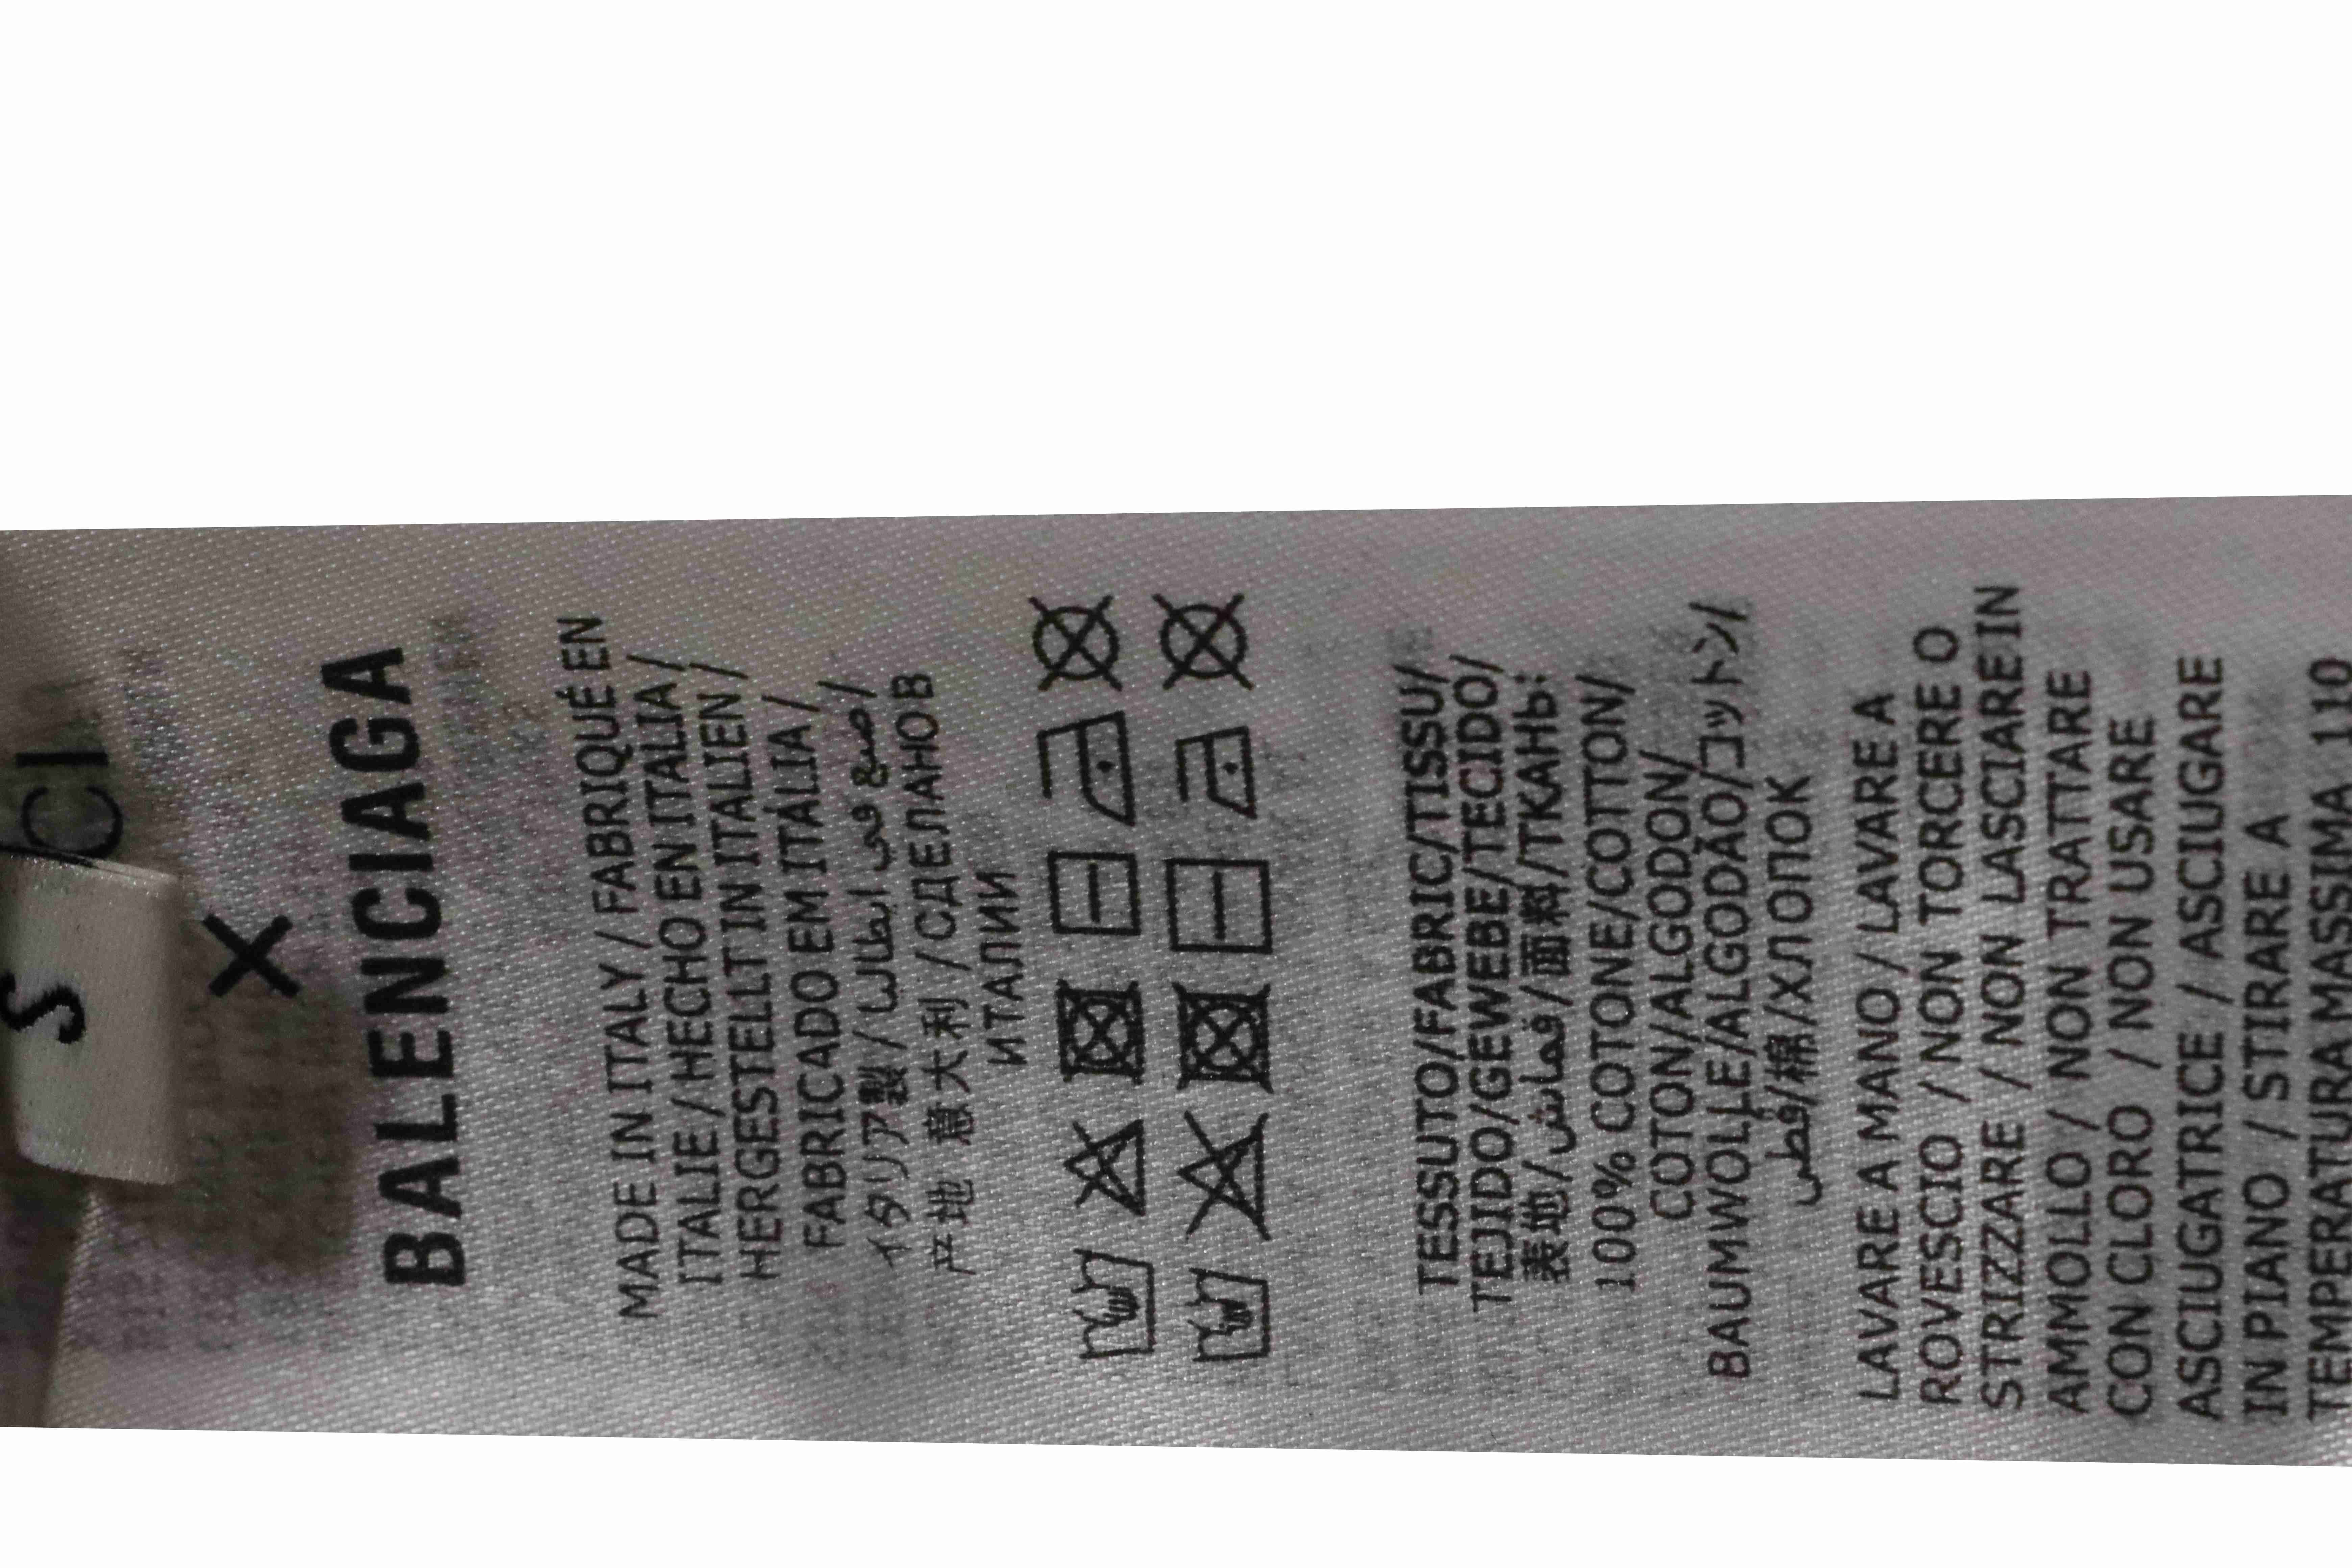 CI
S
X
BALENCIAGA
MADE IN ITALY / FABRIQUÉ EN
ITALIE / HECHO EN ITALIA /
HERGESTELLT IN ITALIEN /
FABRICADO EM ITÁLIA /
イタリア製 / صنع في ايطاليا /
产地 意大利 / СДЕЛАНО В
ИТАЛИИ
TESSUTO/FABRIC/TISSU/
TEJIDO/GEWEBE/TECIDO/
表地/قماش/面料/ТКАНЬ:
100% COTONE/COTTON/
COTON/ALGODON/
BAUMWOLLE/ALGODÃO/コットン/
قطن/棉/ХЛОПОК
LAVARE A MANO / LAVARE A
ROVESCIO / NON TORCERE O
STRIZZARE / NON LASCIARE IN
AMMOLLO / NON TRATTARE
CON CLORO / NON USARE
ASCIUGATRICE / ASCIUGARE
IN PIANO / STIRARE A
TEMPERATURA MASSIMA 110